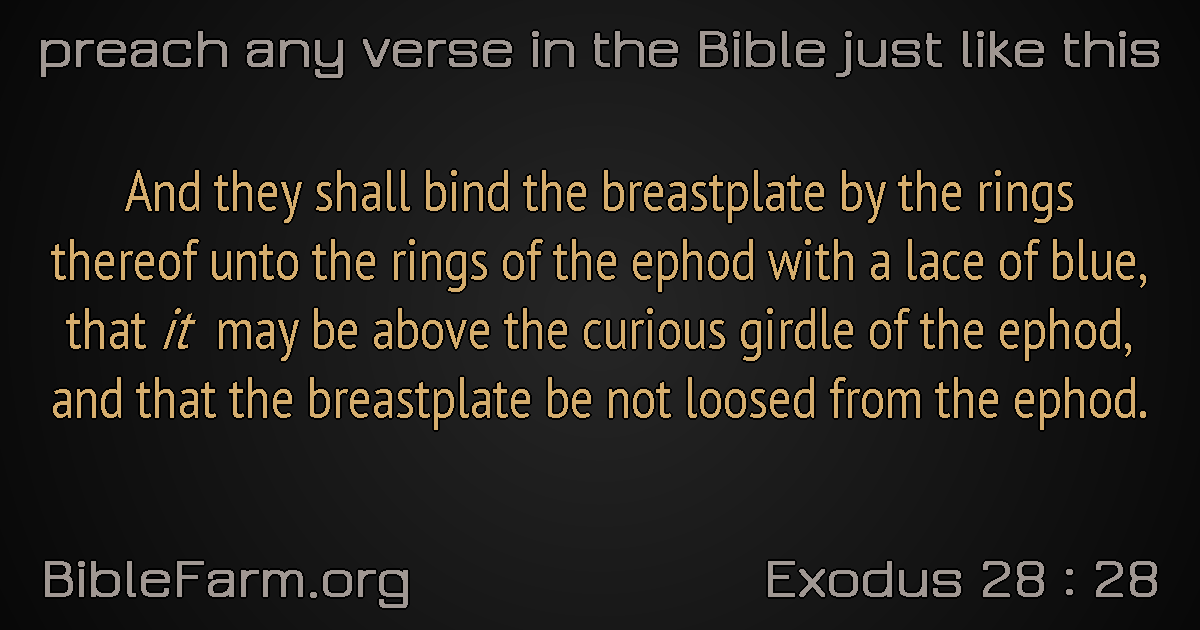 preach any verse in the Bible just like this
And they shall bind the breastplate by the rings
thereof unto the rings of the ephod with a lace of blue,
that it may be above the curious girdle of the ephod,
and that the breastplate be not loosed from the ephod.
BibleFarm.org
Exodus 28 : 28